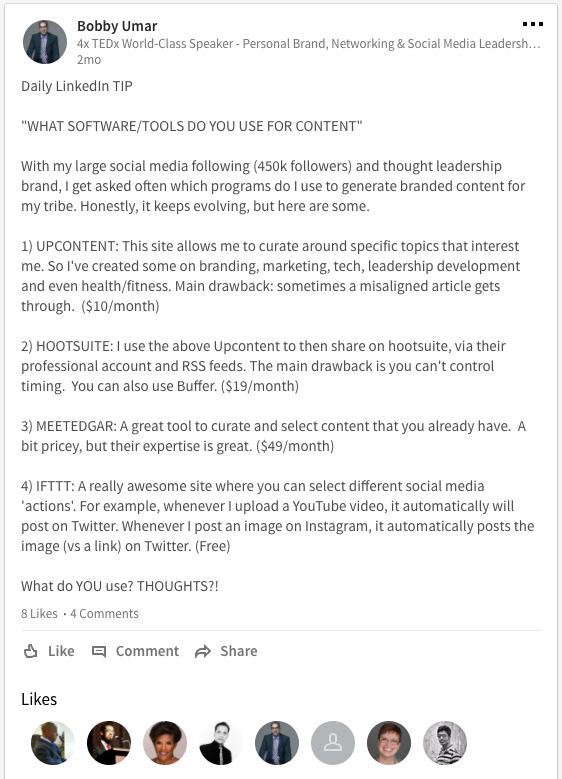 Bobby Umar
4x TEDx World-Class Speaker - Personal Brand, Networking & Social Media Leadersh...
2mo
Daily LinkedIn TIP
"WHAT SOFTWARE/TOOLS DO YOU USE FOR CONTENT"
With my large social media following (450k followers) and thought leadership
brand, I get asked often which programs do I use to generate branded content for
my tribe. Honestly, it keeps evolving, but here are some.
1) UPCONTENT: This site allows me to curate around specific topics that interest
me. So I've created some on branding, marketing, tech, leadership development
and even health/fitness. Main drawback: sometimes a misaligned article gets
through.  ($10/month)
2) HOOTSUITE: I use the above Upcontent to then share on hootsuite, via their
professional account and RSS feeds. The main drawback is you can't control
timing.  You can also use Buffer. ($19/month)
3) MEETEDGAR: A great tool to curate and select content that you already have.  A
bit pricey, but their expertise is great. ($49/month)
4) IFTTT: A really awesome site where you can select different social media
'actions'. For example, whenever I upload a YouTube video, it automatically will
post on Twitter. Whenever I post an image on Instagram, it automatically posts the
image (vs a link) on Twitter. (Free)
What do YOU use? THOUGHTS?!
8 Likes · 4 Comments
Like Comment Share
Likes